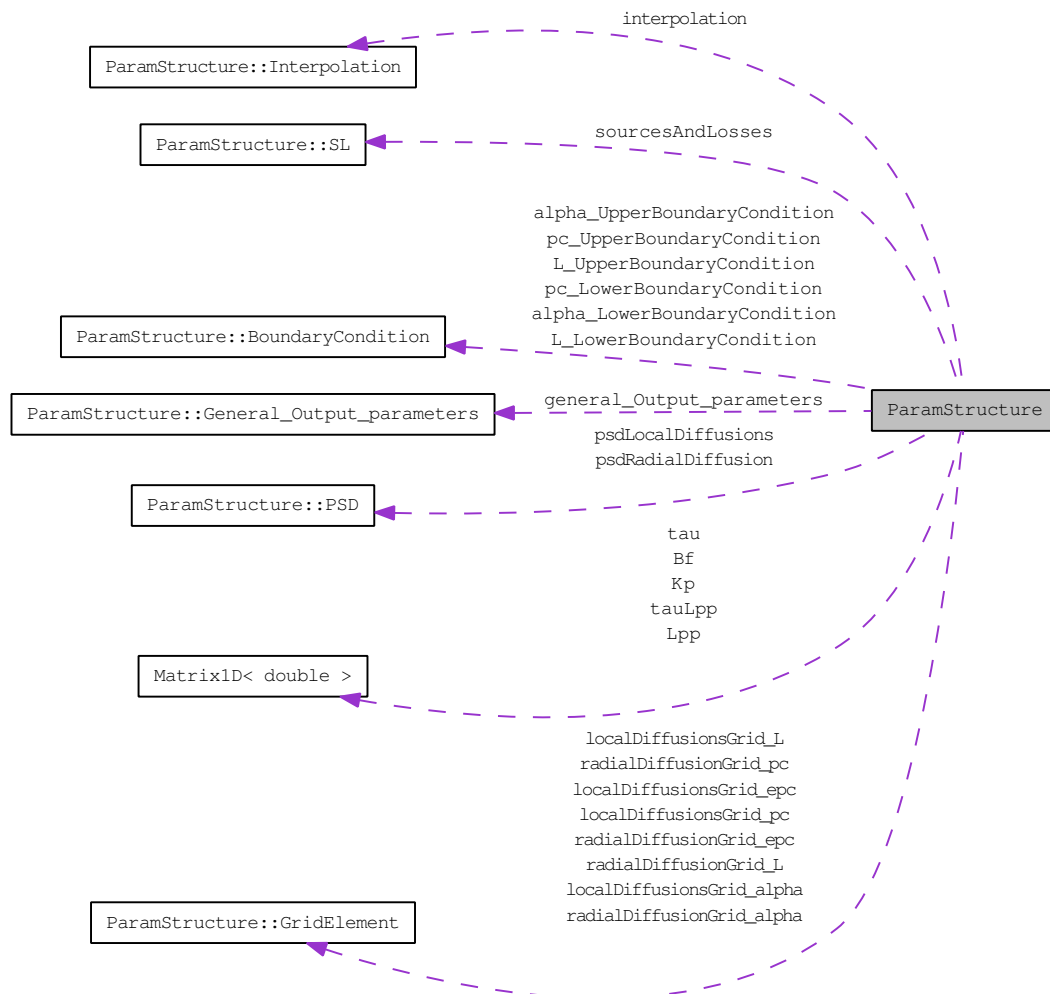 interpolation
ParamStructure::Interpolation
sourcesAndLosses
ParamStructure::SL
alpha_UpperBoundaryCondition
pc_UpperBoundaryCondition
L_UpperBoundaryCondition
pc_LowerBoundaryCondition
alpha_LowerBoundaryCondition
L_LowerBoundaryCondition
ParamStructure::BoundaryCondition
general_Output_parameters
ParamStructure::General_Output_parameters
ParamStructure
psdLocalDiffusions
psdRadialDiffusion
ParamStructure::PSD
tau
Bf
Kp
tauLpp
Lpp
Matrix1D< double >
localDiffusionsGrid_L
radialDiffusionGrid_pc
localDiffusionsGrid_epc
localDiffusionsGrid_pc
radialDiffusionGrid_epc
radialDiffusionGrid_L
localDiffusionsGrid_alpha
radialDiffusionGrid_alpha
ParamStructure::GridElement